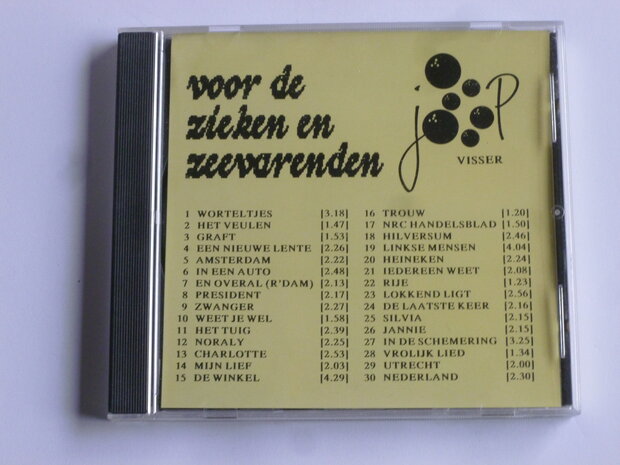 voor de
zieken en
zeevarenden
jooP
VISSER
1 WORTELTJES [3.18]
2 HET VEULEN [1.47]
3 GRAFT [1.53]
4 EEN NIEUWE LENTE [2.26]
5 AMSTERDAM [2.22]
6 IN EEN AUTO [2.48]
7 EN OVERAL (R'DAM) [2.13]
8 PRESIDENT [2.17]
9 ZWANGER [2.27]
10 WEET JE WEL [1.58]
11 HET TUIG [2.39]
12 NORALY [2.25]
13 CHARLOTTE [2.53]
14 MIJN LIEF [2.03]
15 DE WINKEL [4.29]
16 TROUW [1.20]
17 NRC HANDELSBLAD [1.50]
18 HILVERSUM [2.46]
19 LINKSE MENSEN [4.04]
20 HEINEKEN [2.24]
21 IEDEREEN WEET [2.08]
22 RIJE [1.23]
23 LOKKEND LIGT [2.56]
24 DE LAATSTE KEER [2.16]
25 SILVIA [2.15]
26 JANNIE [2.15]
27 IN DE SCHEMERING [3.25]
28 VROLIJK LIED [1.34]
29 UTRECHT [2.00]
30 NEDERLAND [2.30]